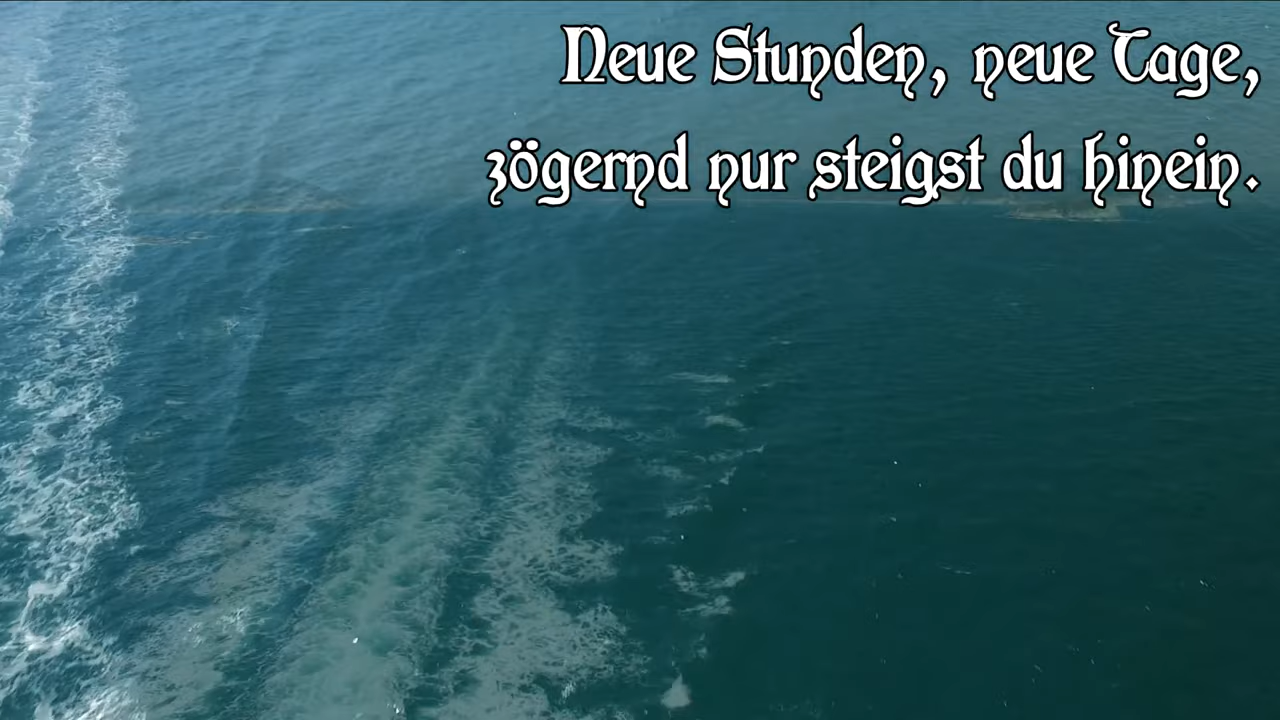 Neue Stunden, neue Tage,
zögernd nur steigst du hinein.